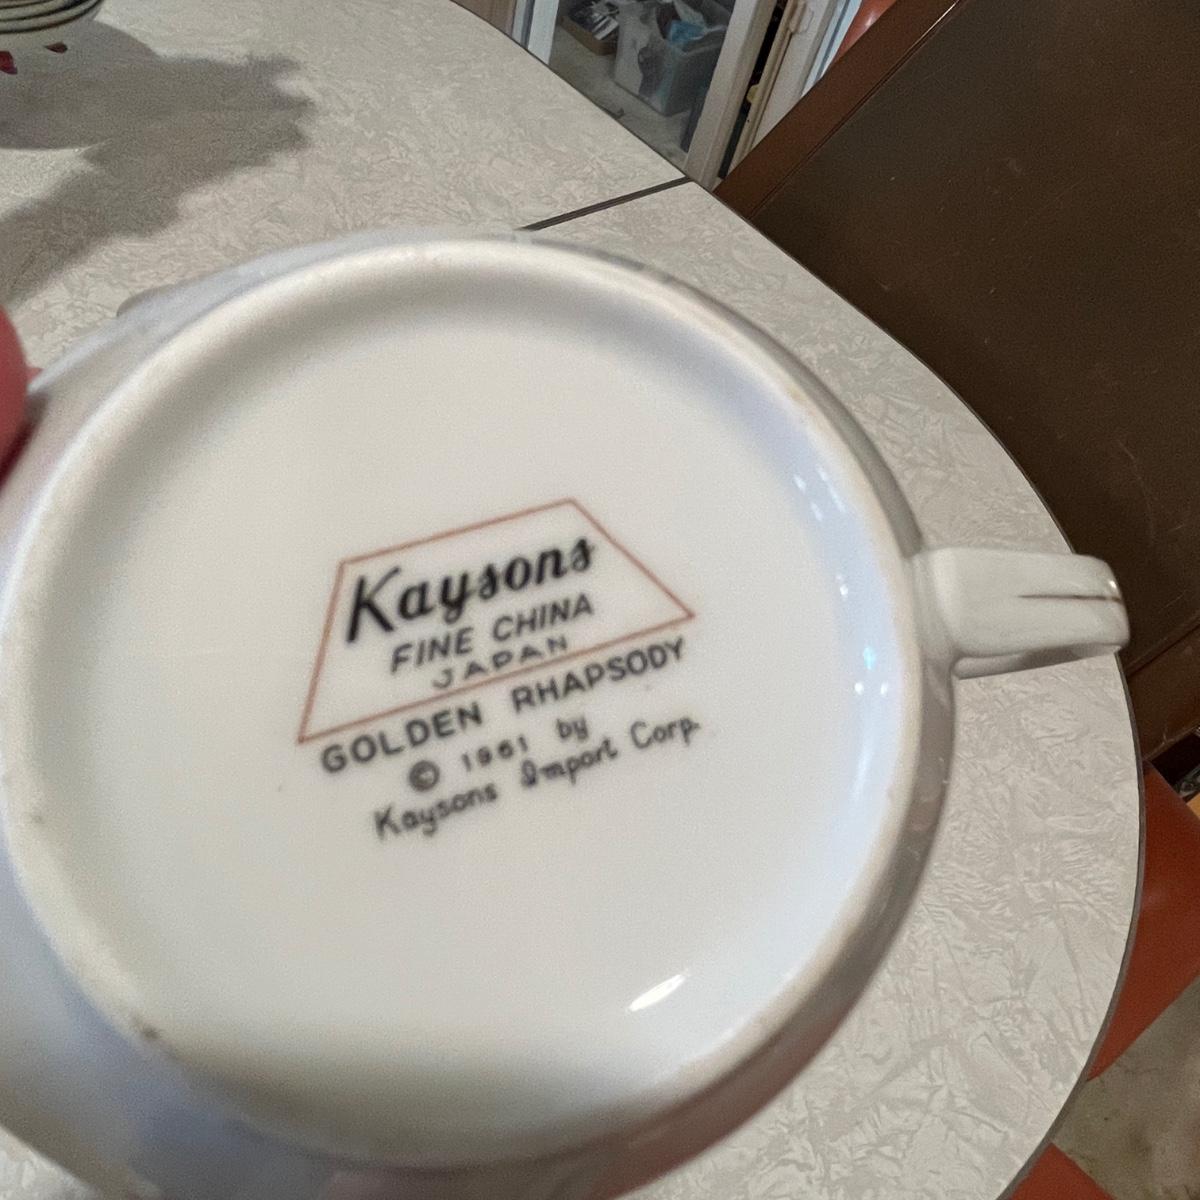 Kaysons
FINE CHINA
JAPAN
GOLDEN RHAPSODY
© 1961 by
Kaysons Import Corp.